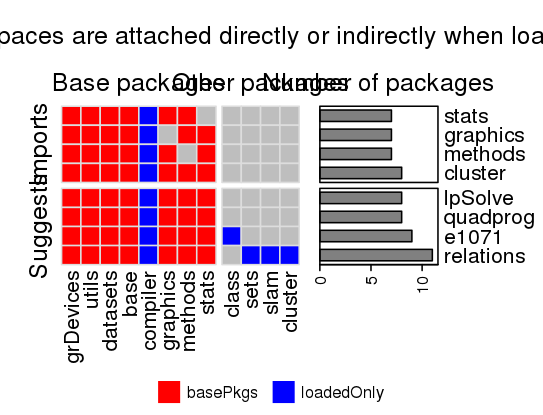 paces are attached directly or indirectly when loa
Base packages
Other packages
Number of packages
Imports
Suggests
stats
graphics
methods
cluster
lpSolve
quadprog
e1071
relations
0
5
10
grDevices
utils
datasets
base
compiler
graphics
methods
stats
class
sets
slam
cluster
basePkgs
loadedOnly